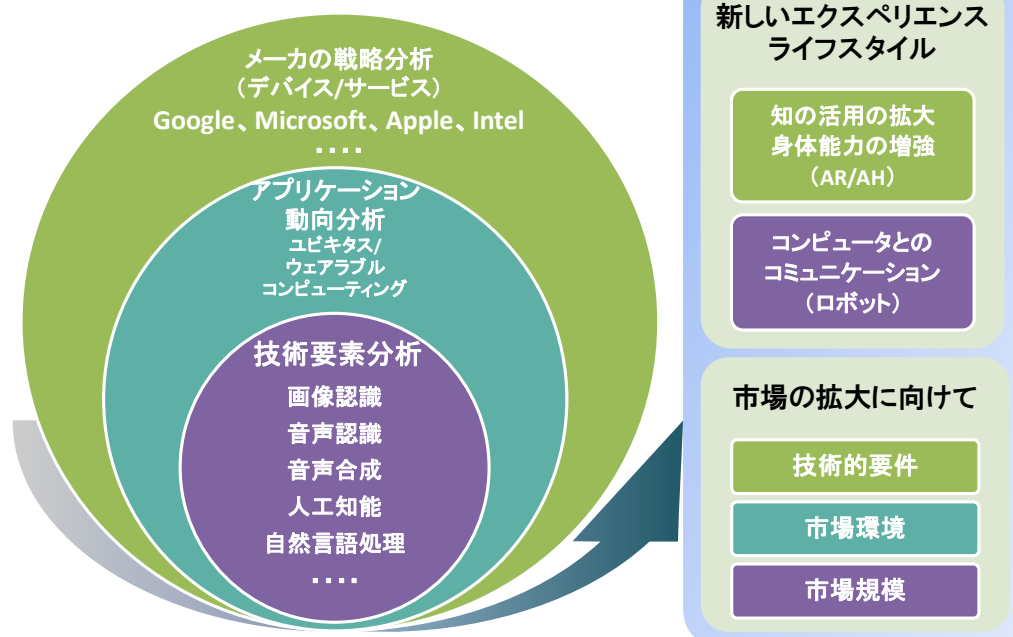 メーカの戦略分析
（デバイス/サービス）
Google、Microsoft、Apple、Intel
････
アプリケーション
動向分析
ユビキタス/
ウェアラブル
コンピューティング
技術要素分析
画像認識
音声認識
音声合成
人工知能
自然言語処理
････
新しいエクスペリエンス
ライフスタイル
知の活用の拡大
身体能力の増強
（AR/AH）
コンピュータとの
コミュニケーション
（ロボット）
市場の拡大に向けて
技術的要件
市場環境
市場規模